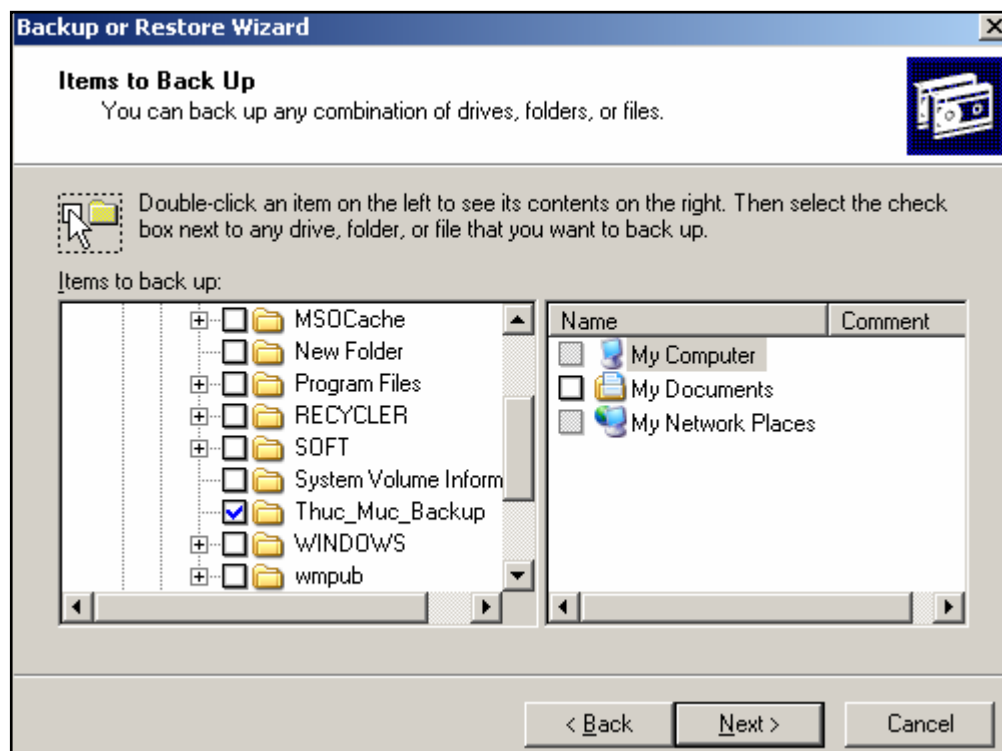 Backup or Restore Wizard
Items to Back Up
You can back up any combination of drives, folders, or files.
Double-click an item on the left to see its contents on the right. Then select the check
box next to any drive, folder, or file that you want to back up.
Items to back up:
MSOCache
New Folder
Program Files
RECYCLER
SOFT
System Volume Inform
Thuc_Muc_Backup
WINDOWS
wmpub
Name Comment
My Computer
My Documents
My Network Places
< Back Next > Cancel